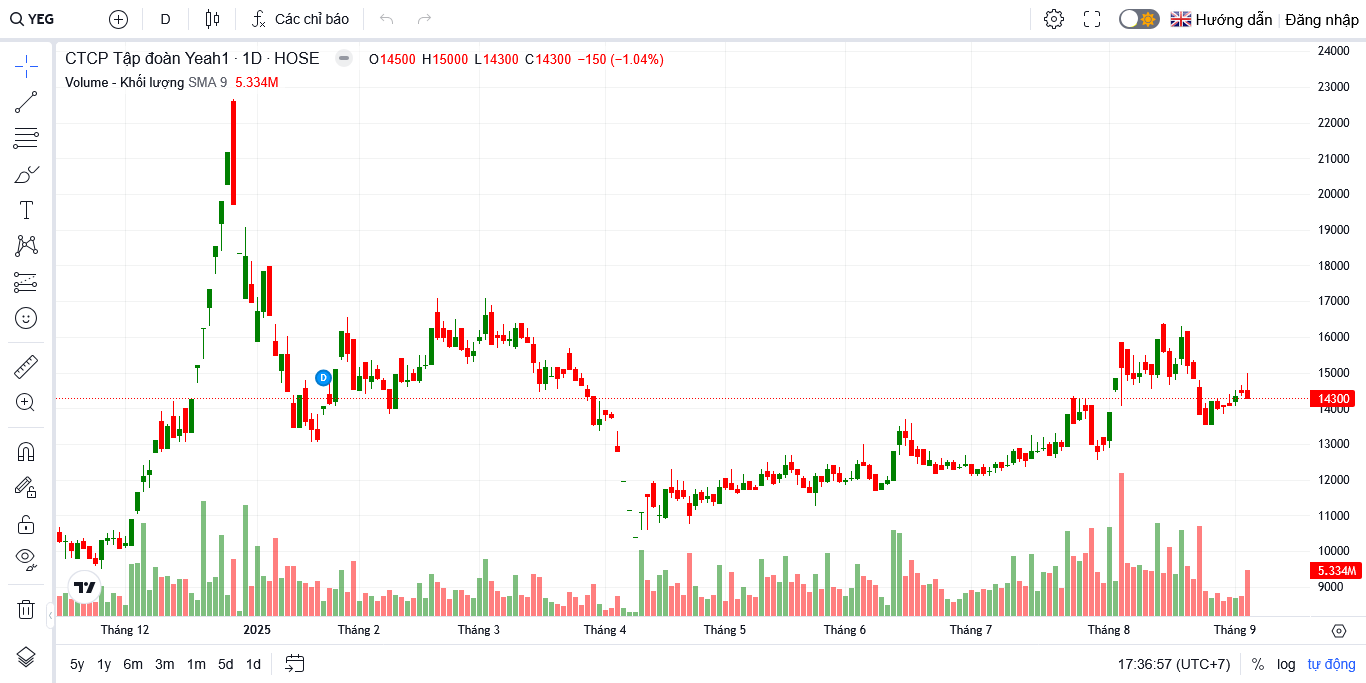 YEG D Các chỉ báo Hướng dẫn Đăng nhập
CTCP Tập đoàn Yeah1 · 1D · HOSE O14500 H15000 L14300 C14300 −150 (−1.04%)
Volume - Khối lượng SMA 9 5.334M
24000
23000
22000
21000
20000
19000
18000
17000
16000
15000
14300
14000
13000
12000
11000
10000
5.334M
9000
D
Tháng 12 2025 Tháng 2 Tháng 3 Tháng 4 Tháng 5 Tháng 6 Tháng 7 Tháng 8 Tháng 9
5y 1y 6m 3m 1m 5d 1d 17:36:57 (UTC+7) % log tự động